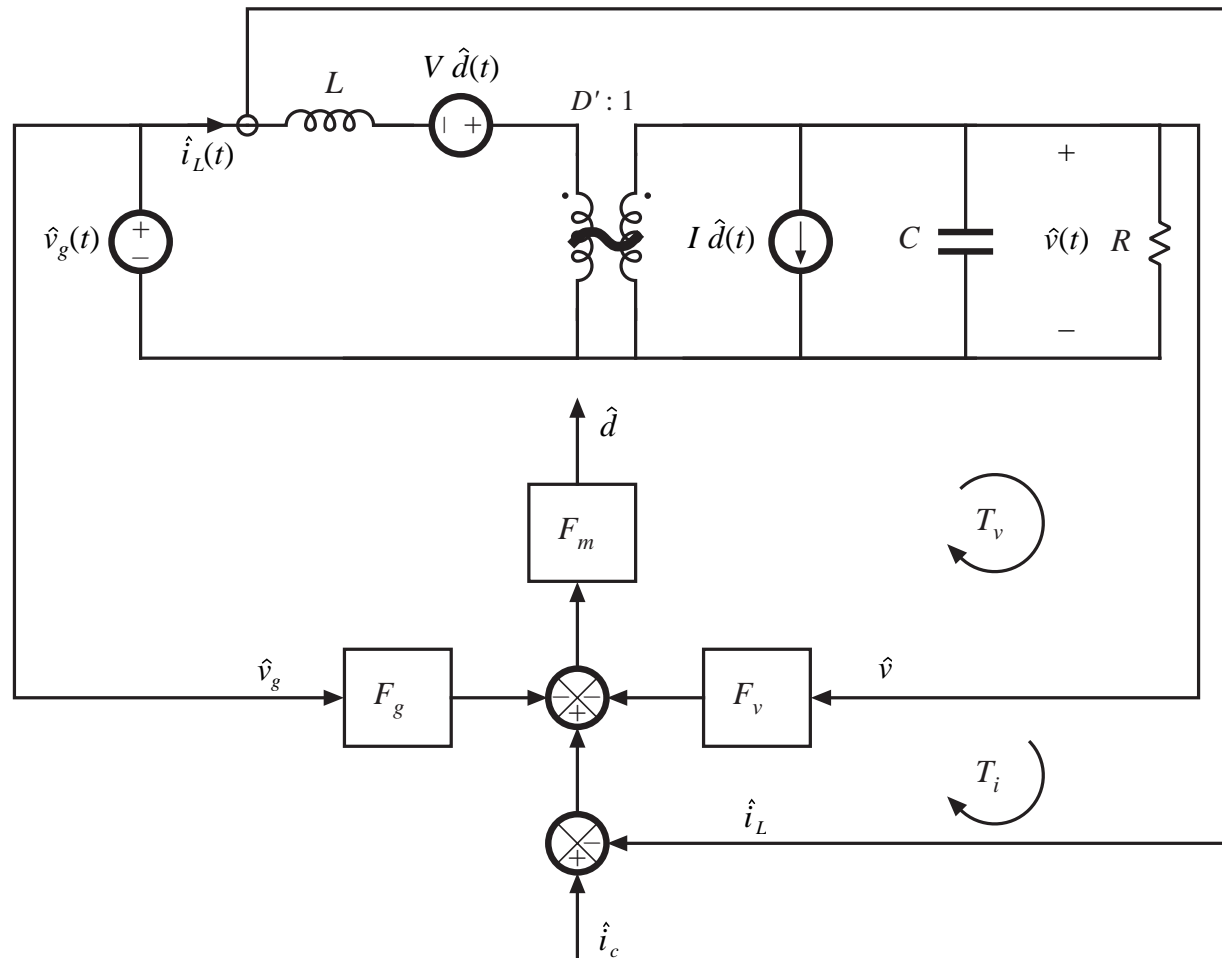 L
V d̂(t)
D′ : 1
î_L(t)
+
v̂_g(t)
+
−
I d̂(t)
C
v̂(t)
R
−
d̂
F_m
T_v
v̂_g
F_g
F_v
v̂
T_i
î_L
î_c